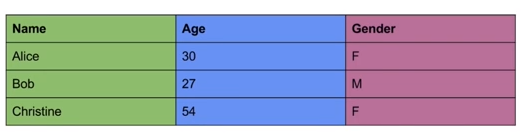 Name Age Gender
Alice 30 F
Bob 27 M
Christine 54 F